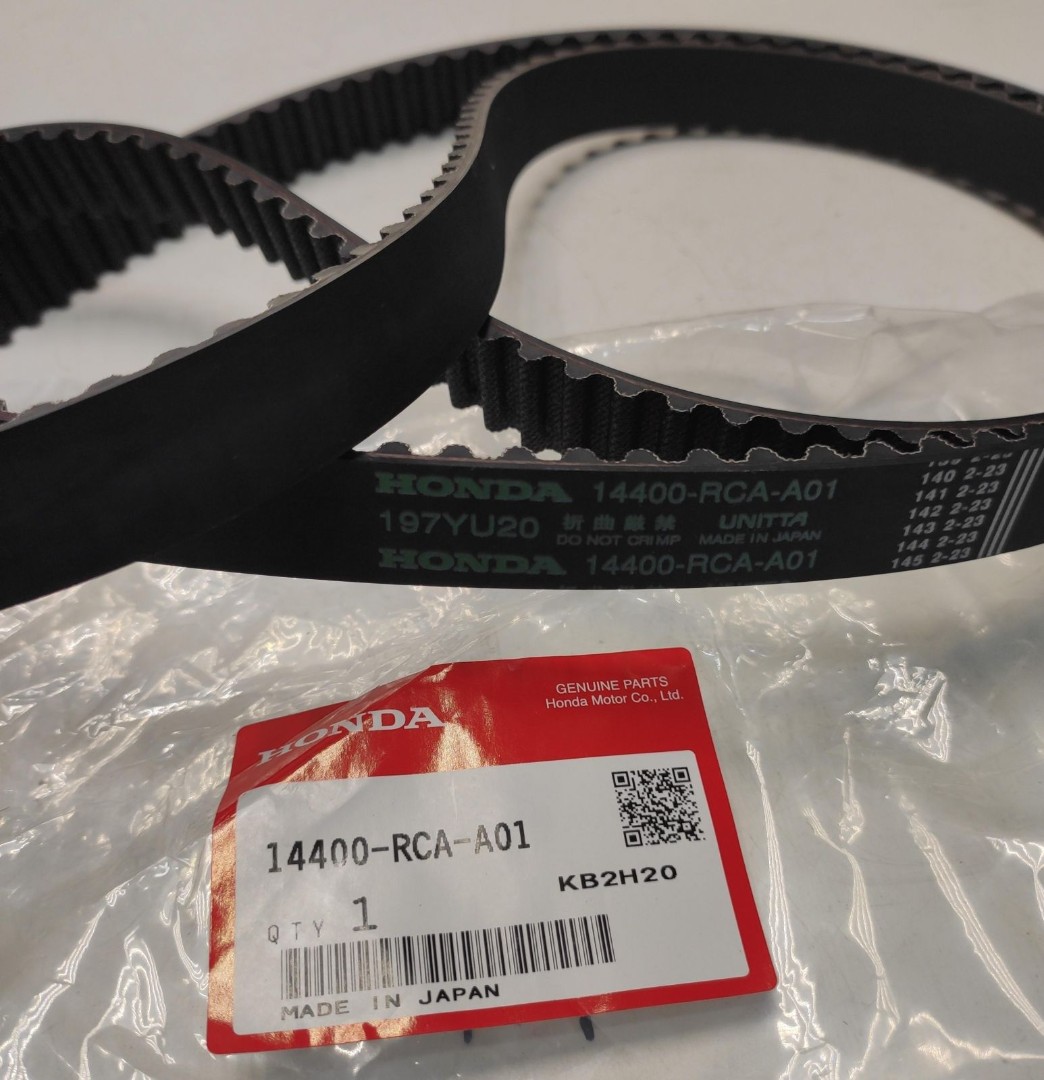 HONDA 14400-RCA-A01
197YU20 折曲厳禁 UNITTA
DO NOT CRIMP MADE IN JAPAN
HONDA 14400-RCA-A01
140 2-23
141 2-23
142 2-23
143 2-23
144 2-23
145 2-23
GENUINE PARTS
Honda Motor Co., Ltd.
HONDA
14400-RCA-A01
KB2H20
QTY 1
MADE IN JAPAN